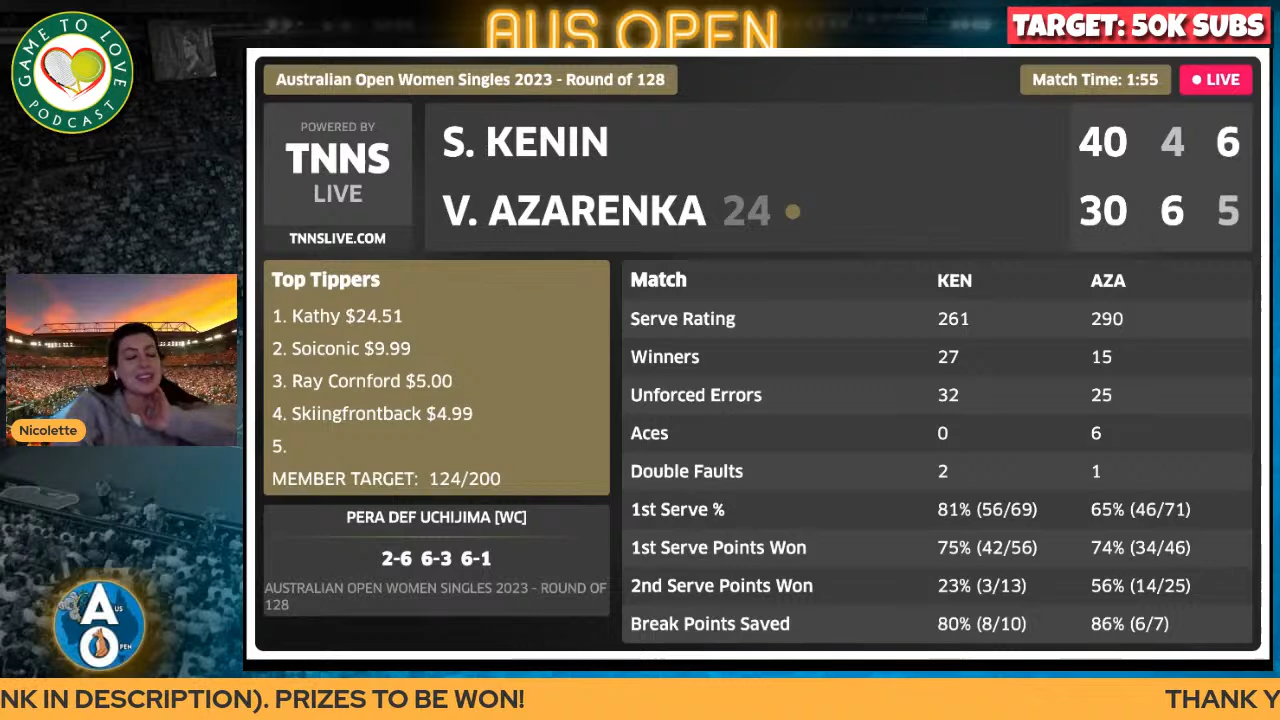 AUS OPEN
TARGET: 50K SUBS
GAME TO LOVE PODCAST
Australian Open Women Singles 2023 - Round of 128
Match Time: 1:55
LIVE
POWERED BY
TNNS
LIVE
TNNSLIVE.COM
S. KENIN 40 4 6
V. AZARENKA 24 30 6 5
Top Tippers
1. Kathy $24.51
2. Soiconic $9.99
3. Ray Cornford $5.00
4. Skiingfrontback $4.99
5.
MEMBER TARGET: 124/200
PERA DEF UCHIJIMA [WC]
2-6 6-3 6-1
AUSTRALIAN OPEN WOMEN SINGLES 2023 - ROUND OF
128
Match KEN AZA
Serve Rating 261 290
Winners 27 15
Unforced Errors 32 25
Aces 0 6
Double Faults 2 1
1st Serve % 81% (56/69) 65% (46/71)
1st Serve Points Won 75% (42/56) 74% (34/46)
2nd Serve Points Won 23% (3/13) 56% (14/25)
Break Points Saved 80% (8/10) 86% (6/7)
Nicolette
AUS
OPEN
NK IN DESCRIPTION). PRIZES TO BE WON! THANK Y